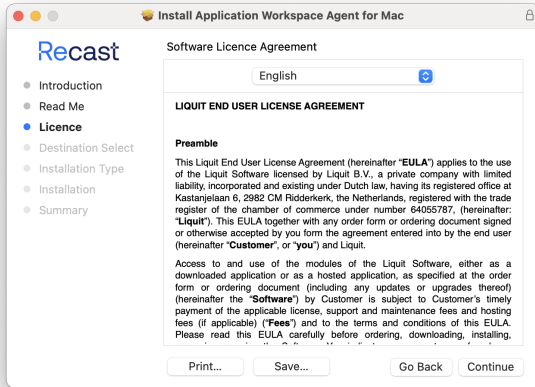 Install Application Workspace Agent for Mac
Recast
Introduction
Read Me
Licence
Destination Select
Installation Type
Installation
Summary
Software Licence Agreement
English
LIQUIT END USER LICENSE AGREEMENT
Preamble
This Liquit End User License Agreement (hereinafter “EULA”) applies to the use
of the Liquit Software licensed by Liquit B.V., a private company with limited
liability, incorporated and existing under Dutch law, having its registered office at
Kastanjelaan 6, 2982 CM Ridderkerk, the Netherlands, registered with the trade
register of the chamber of commerce under number 64055787, (hereinafter:
“Liquit”). This EULA together with any order form or ordering document signed
or otherwise accepted by you form the agreement entered into by the end user
(hereinafter “Customer”, or “you”) and Liquit.
Access to and use of the modules of the Liquit Software, either as a
downloaded application or as a hosted application, as specified at the order
form or ordering document (including any updates or upgrades thereof)
(hereinafter the “Software”) by Customer is subject to Customer’s timely
payment of the applicable license, support and maintenance fees and hosting
fees (if applicable) (“Fees”) and to the terms and conditions of this EULA.
Please read this EULA carefully before ordering, downloading, installing,
Print...
Save...
Go Back
Continue